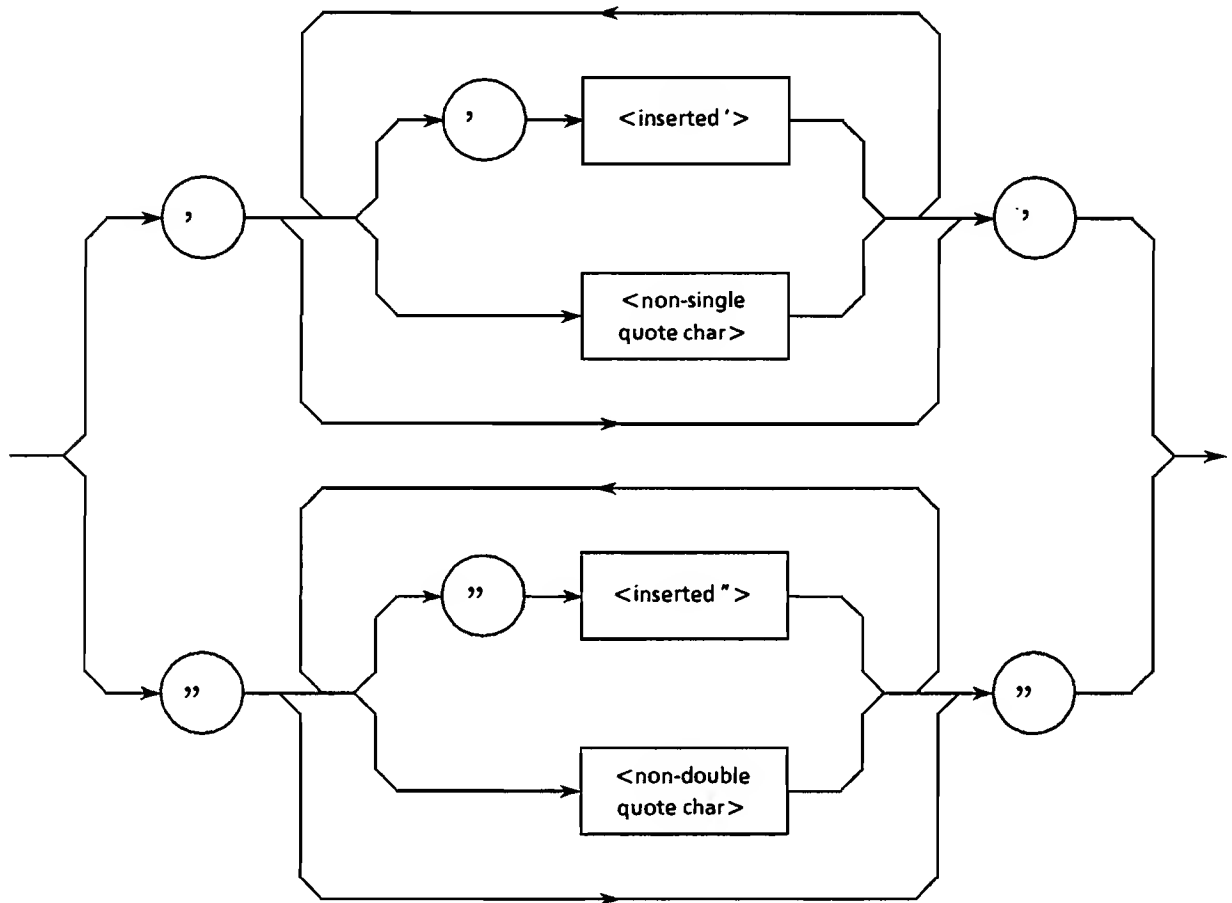 ’
<inserted ′>
’
’
<non-single
quote char>
”
<inserted ″>
”
”
<non-double
quote char>